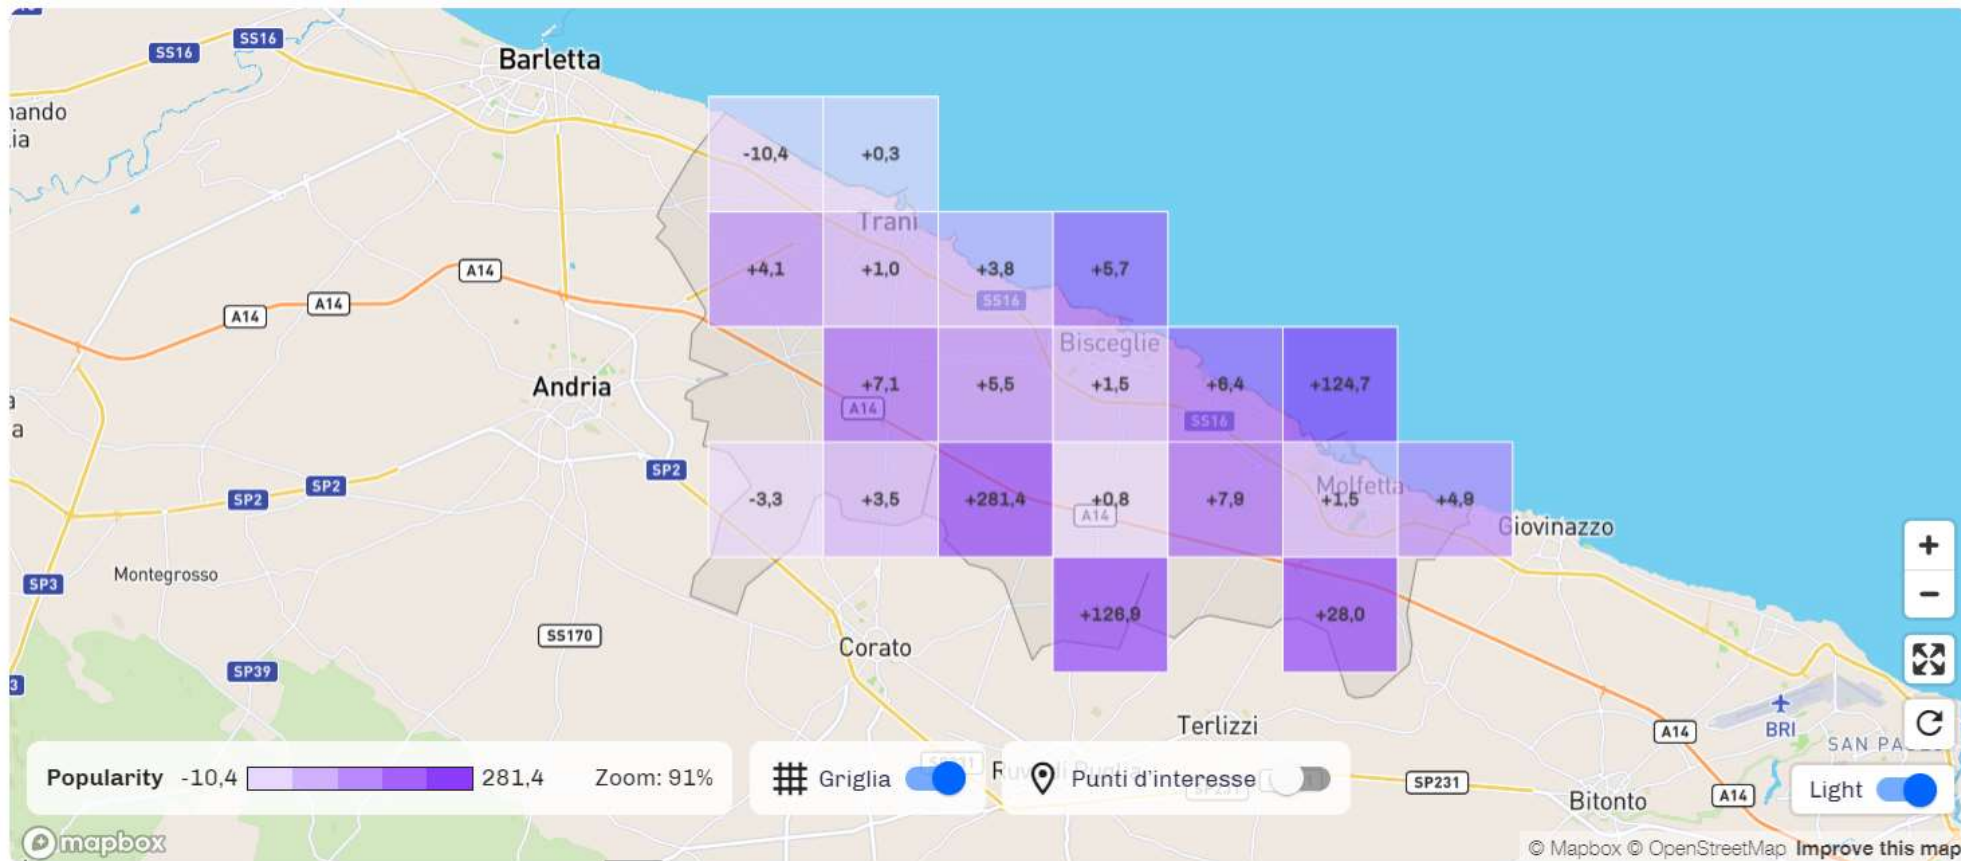 SS16
SS16
Barletta
-10,4
+0,3
Trani
A14
+4,1
+1,0
+3,8
+5,7
SS16
A14
A14
Bisceglie
Andria
+7,1
+5,5
+1,5
+6,4
+124,7
A14
SS16
SP2
SP2
SP2
Molfetta
-3,3
+3,5
+281,4
+0,8
+7,9
+1,5
+4,9
A14
Giovinazzo
+
−
Montegrosso
SP3
+126,9
+28,0
SS170
Corato
SP39
Terlizzi
BRI
A14
Popularity -10,4 281,4 Zoom: 91%
Griglia
Punti d'interesse
SP231
Bitonto
A14
Light
mapbox
© Mapbox © OpenStreetMap Improve this map